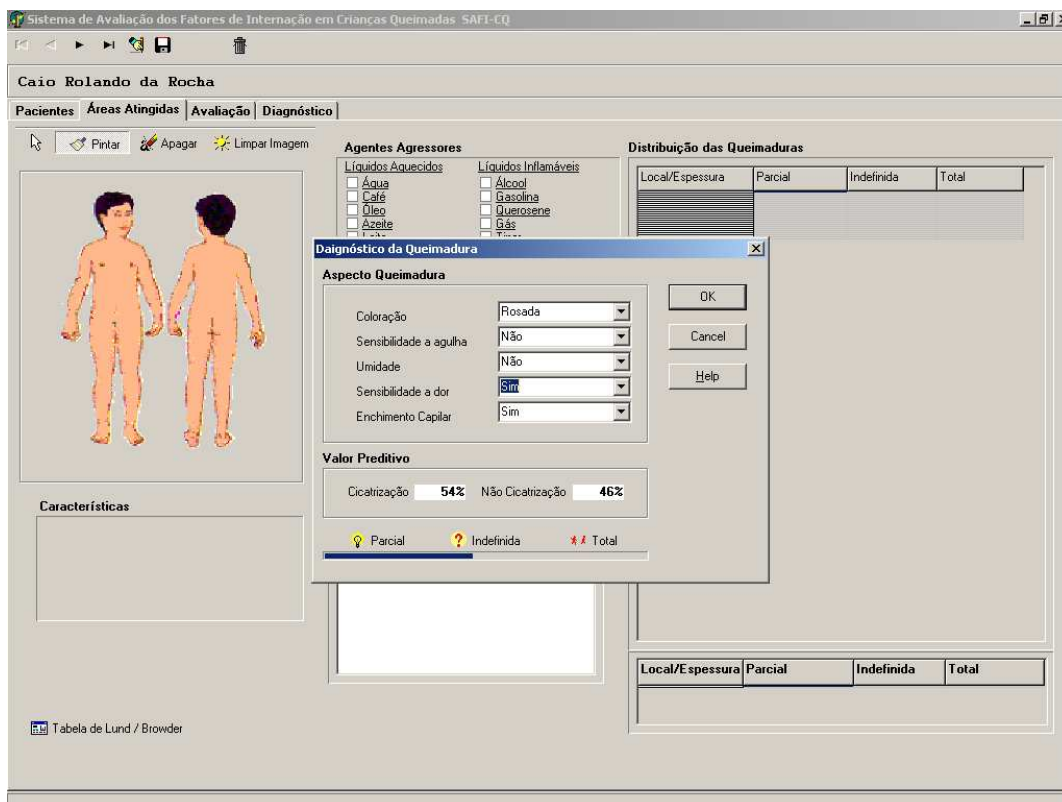 Sistema de Avaliação dos Fatores de Internação em Crianças Queimadas SAFI-CQ
Caio Rolando da Rocha
Pacientes Áreas Atingidas Avaliação Diagnóstico
Pintar Apagar Limpar Imagem
Agentes Agressores
Líquidos Aquecidos Líquidos Inflamáveis
Água Álcool
Café Gasolina
Óleo Querosene
Azeite Gás
Distribuição das Queimaduras
Local/Espessura Parcial Indefinida Total
Daignóstico da Queimadura
Aspecto Queimadura
Coloração Rosada
Sensibilidade a agulha Não
Umidade Não
Sensibilidade a dor Sim
Enchimento Capilar Sim
OK
Cancel
Help
Valor Preditivo
Cicatrização 54% Não Cicatrização 46%
? Parcial ? Indefinida Total
Características
Local/Espessura Parcial Indefinida Total
Tabela de Lund / Browder